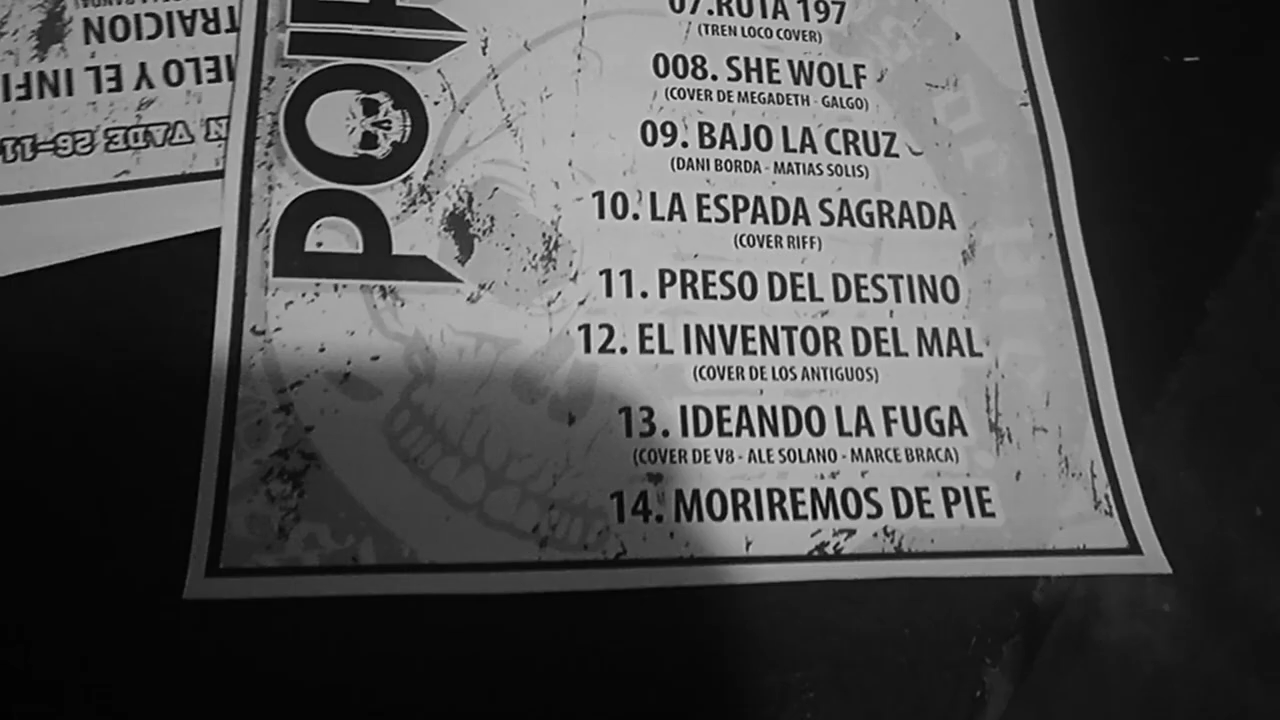 07.RUTA 197
(TREN LOCO COVER)
008. SHE WOLF
(COVER DE MEGADETH - GALGO)
09. BAJO LA CRUZ
(DANI BORDA - MATIAS SOLIS)
10. LA ESPADA SAGRADA
(COVER RIFF)
11. PRESO DEL DESTINO
12. EL INVENTOR DEL MAL
(COVER DE LOS ANTIGUOS)
13. IDEANDO LA FUGA
(COVER DE V8 - ALE SOLANO - MARCE BRACA)
14. MORIREMOS DE PIE
TRAICION
Y EL